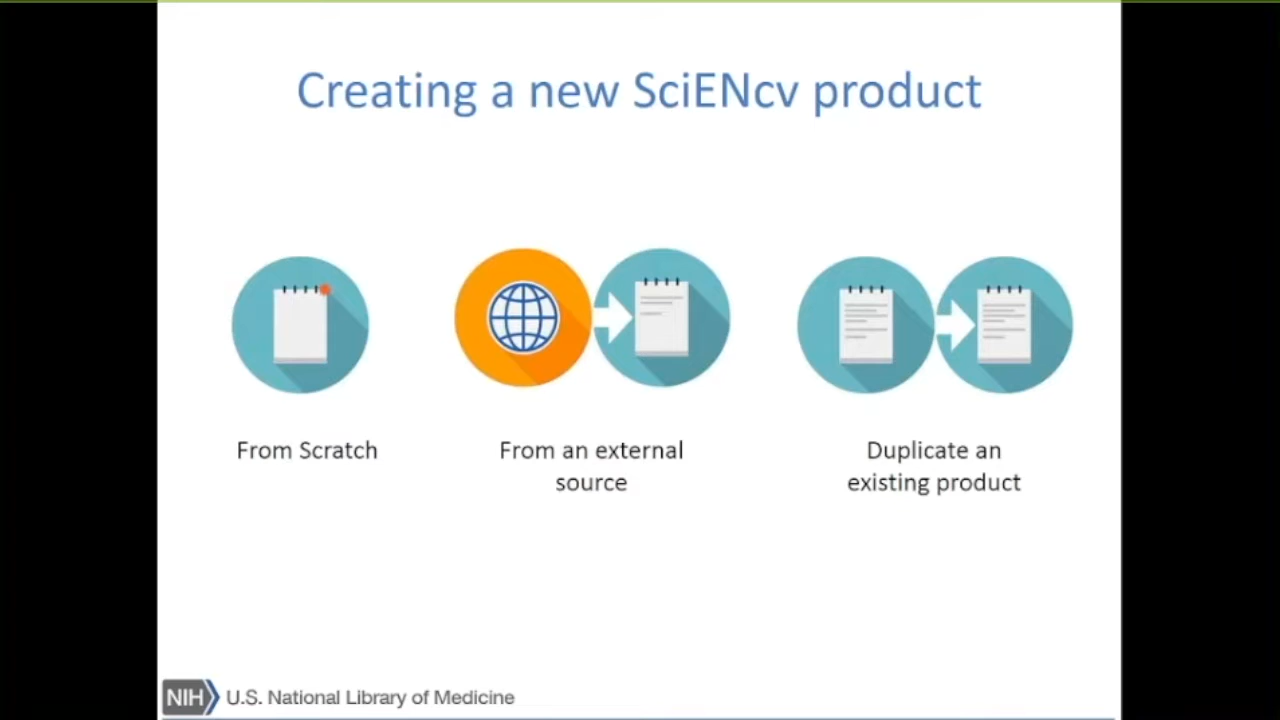 Creating a new SciENcv product
From Scratch
From an external
source
Duplicate an
existing product
NIH U.S. National Library of Medicine